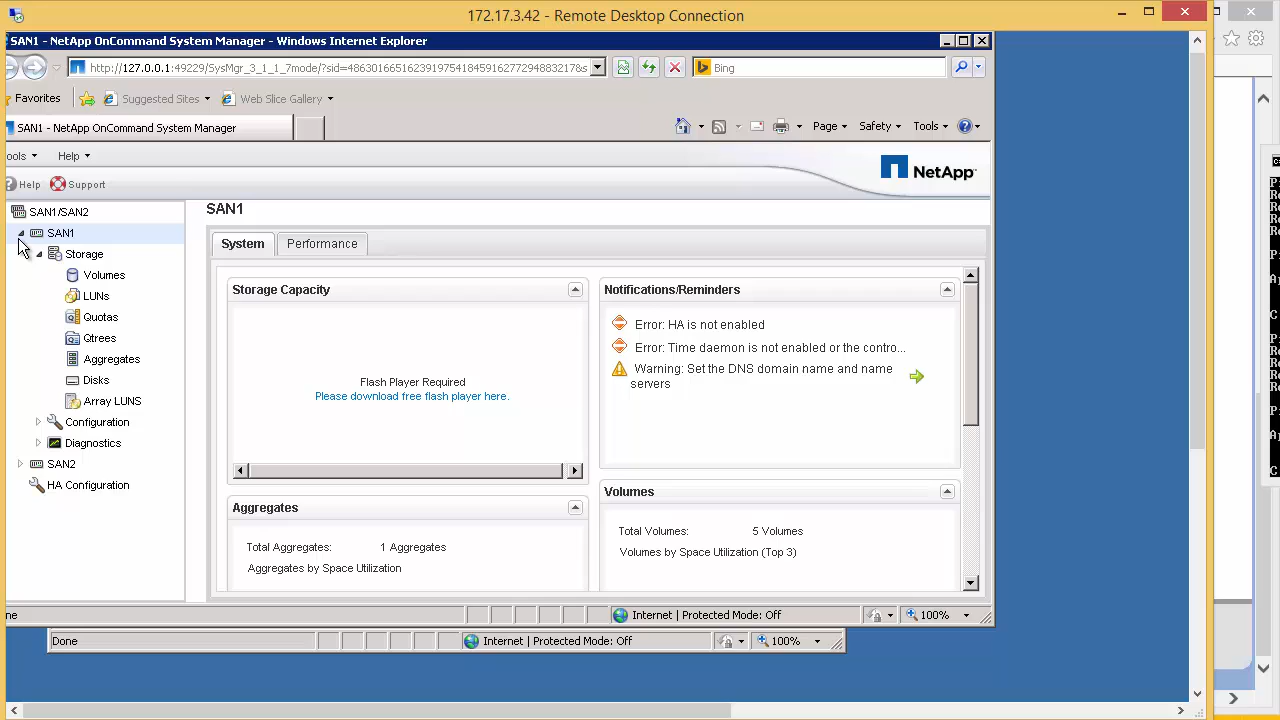 172.17.3.42 - Remote Desktop Connection
SAN1 - NetApp OnCommand System Manager - Windows Internet Explorer
http://127.0.0.1:49229/SysMgr_3_1_1_7mode/?sid=4863016651623919754184591627729488321​7&s
Bing
Favorites
Suggested Sites
Web Slice Gallery
SAN1 - NetApp OnCommand System Manager
Page
Safety
Tools
ools
Help
NetApp
Help
Support
SAN1/SAN2
SAN1
Storage
Volumes
LUNs
Quotas
Qtrees
Aggregates
Disks
Array LUNS
Configuration
Diagnostics
SAN2
HA Configuration
SAN1
System
Performance
Storage Capacity
Flash Player Required
Please download free flash player here.
Notifications/Reminders
Error: HA is not enabled
Error: Time daemon is not enabled or the contro...
Warning: Set the DNS domain name and name
servers
Aggregates
Total Aggregates: 1 Aggregates
Aggregates by Space Utilization
Volumes
Total Volumes: 5 Volumes
Volumes by Space Utilization (Top 3)
ne
Internet | Protected Mode: Off
100%
Done
Internet | Protected Mode: Off
100%